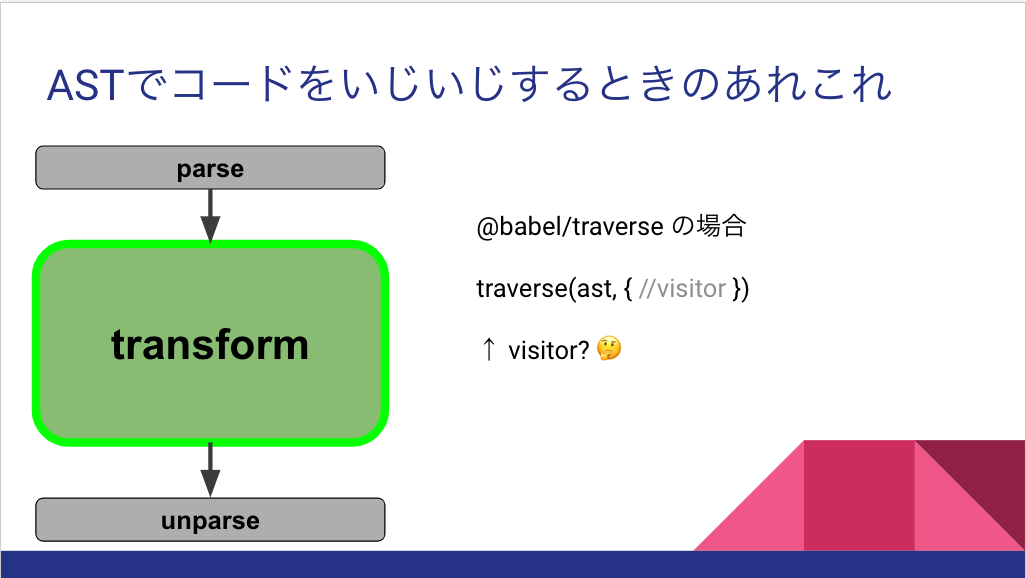 ASTでコードをいじいじするときのあれこれ
parse
transform
unparse
@babel/traverse の場合
traverse(ast, { //visitor })
↑ visitor? 🤔